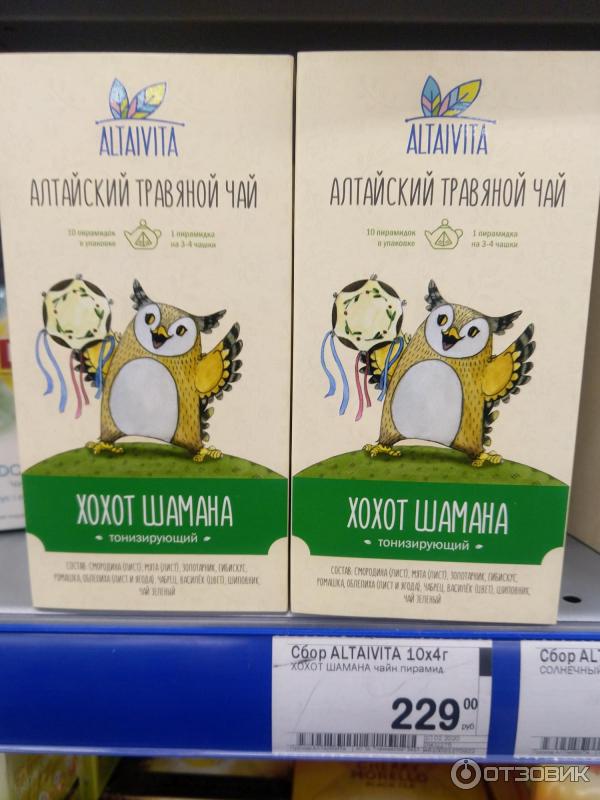 ALTAIVITA
АЛТАЙСКИЙ ТРАВЯНОЙ ЧАЙ
10 пирамидок
в упаковке
1 пирамидка
на 3-4 чашки
ХОХОТ ШАМАНА
тонизирующий
СОСТАВ: СМОРОДИНА (ЛИСТ), МЯТА (ЛИСТ), ЗОПОТАРНИК, ГИБИСКУС,
РОМАШКА, ОБЛЕПИХА (ЛИСТ И ЯГОДА), ЧАБРЕЦ, ВАСИЛЁК (ЦВЕТ), ШИПОВНИК,
ЧАЙ ЗЕЛЕНЫЙ
ALTAIVITA
АЛТАЙСКИЙ ТРАВЯНОЙ ЧАЙ
10 пирамидок
в упаковке
1 пирамидка
на 3-4 чашки
ХОХОТ ШАМАНА
тонизирующий
СОСТАВ: СМОРОДИНА (ЛИСТ), МЯТА (ЛИСТ), ЗОПОТАРНИК, ГИБИСКУС,
РОМАШКА, ОБЛЕПИХА (ЛИСТ И ЯГОДА), ЧАБРЕЦ, ВАСИЛЁК (ЦВЕТ), ШИПОВНИК,
ЧАЙ ЗЕЛЕНЫЙ
Сбор ALTAIVITA 10х4г
ХОХОТ ШАМАНА чайн пирамид.
229 00
руб
Сбор ALT
СОЛНЕЧНЫЙ
MORELLO
ОТЗОВИК